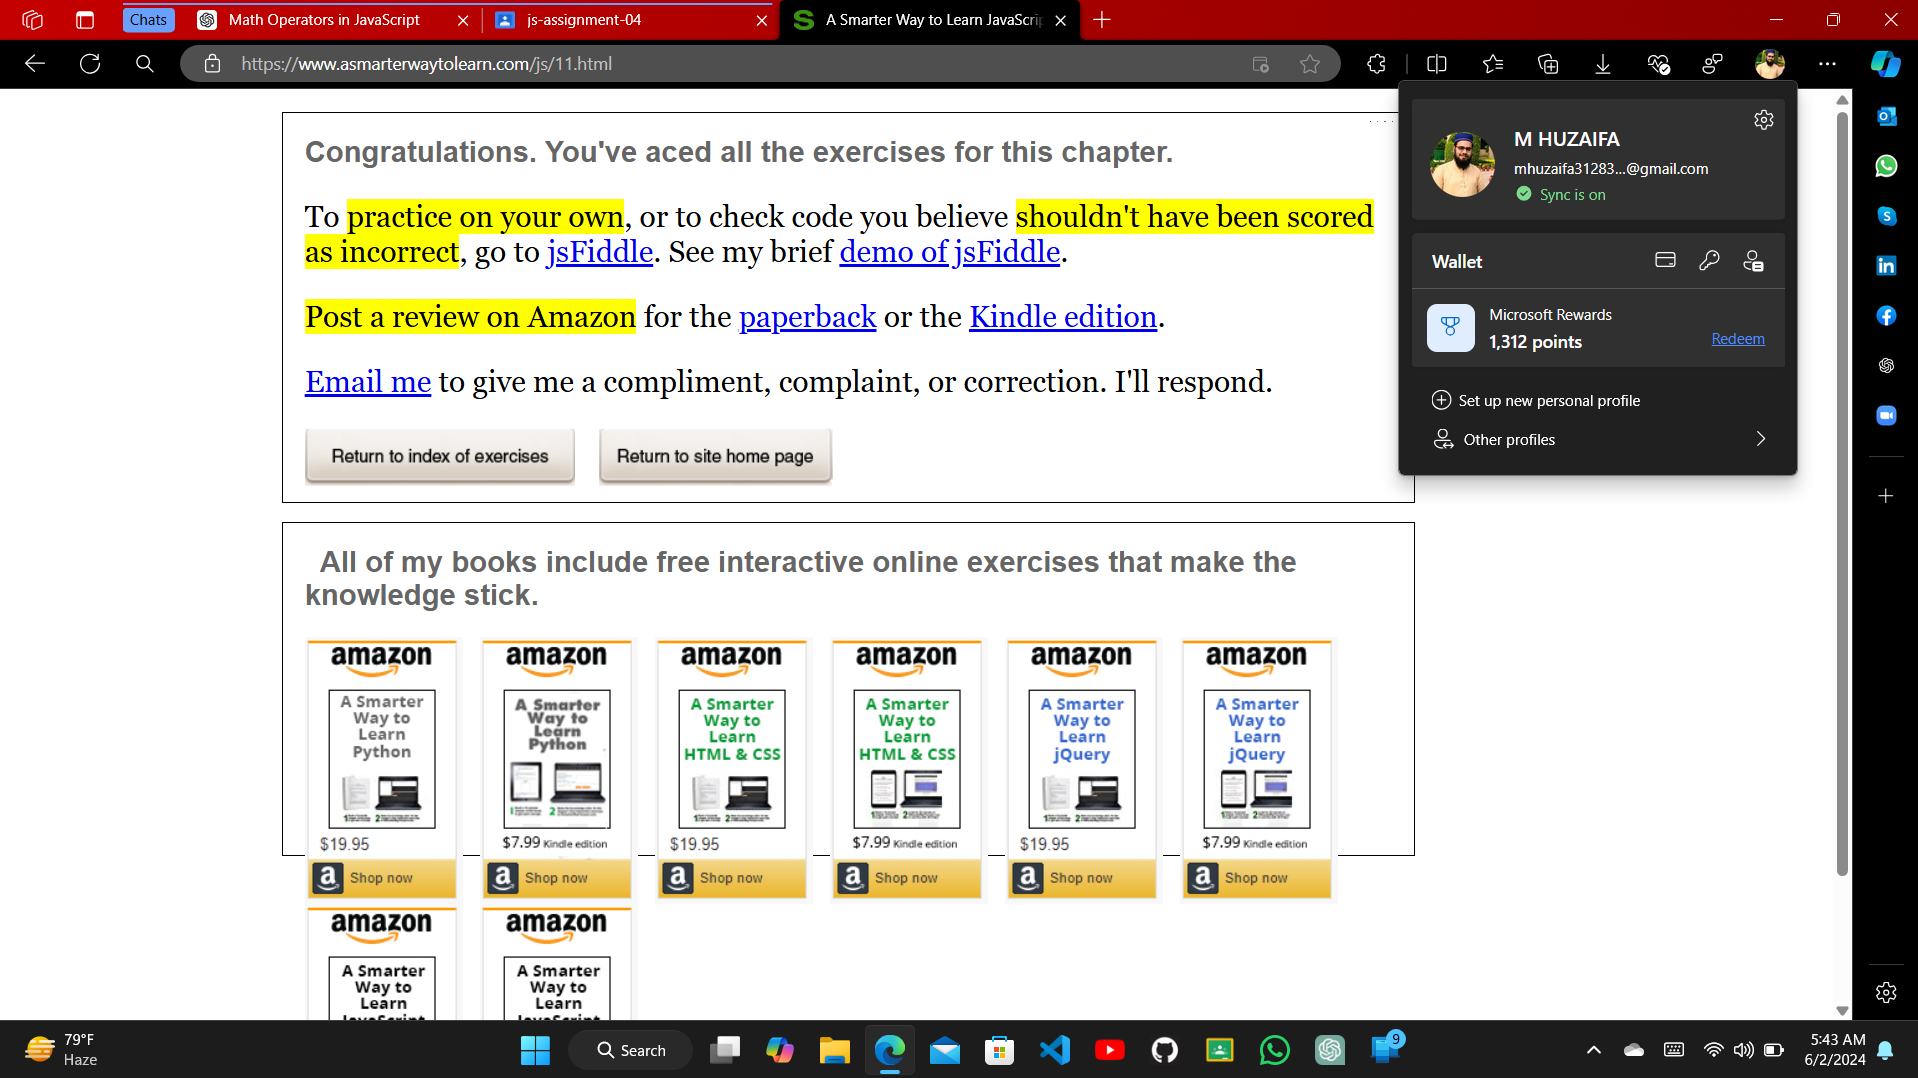 Chats
Math Operators in JavaScript
js-assignment-04
A Smarter Way to Learn JavaScrip
https://www.asmarterwaytolearn.com/js/11.html
M HUZAIFA
mhuzaifa31283...@gmail.com
Sync is on
Wallet
Microsoft Rewards
1,312 points
Redeem
Set up new personal profile
Other profiles
Congratulations. You've aced all the exercises for this chapter.
To practice on your own, or to check code you believe shouldn't have been scored
as incorrect, go to jsFiddle. See my brief demo of jsFiddle.
Post a review on Amazon for the paperback or the Kindle edition.
Email me to give me a compliment, complaint, or correction. I'll respond.
Return to index of exercises
Return to site home page
All of my books include free interactive online exercises that make the
knowledge stick.
amazon
A Smarter
Way to
Learn
Python
$19.95
Shop now
amazon
A Smarter
Way to
Learn
Python
$7.99 Kindle edition
Shop now
amazon
A Smarter
Way to
Learn
HTML & CSS
$19.95
Shop now
amazon
A Smarter
Way to
Learn
HTML & CSS
$7.99 Kindle edition
Shop now
amazon
A Smarter
Way to
Learn
jQuery
$19.95
Shop now
amazon
A Smarter
Way to
Learn
jQuery
$7.99 Kindle edition
Shop now
amazon
A Smarter
Way to
Learn
JavaScript
amazon
A Smarter
Way to
Learn
JavaScript
79°F
Haze
Search
9
5:43 AM
6/2/2024